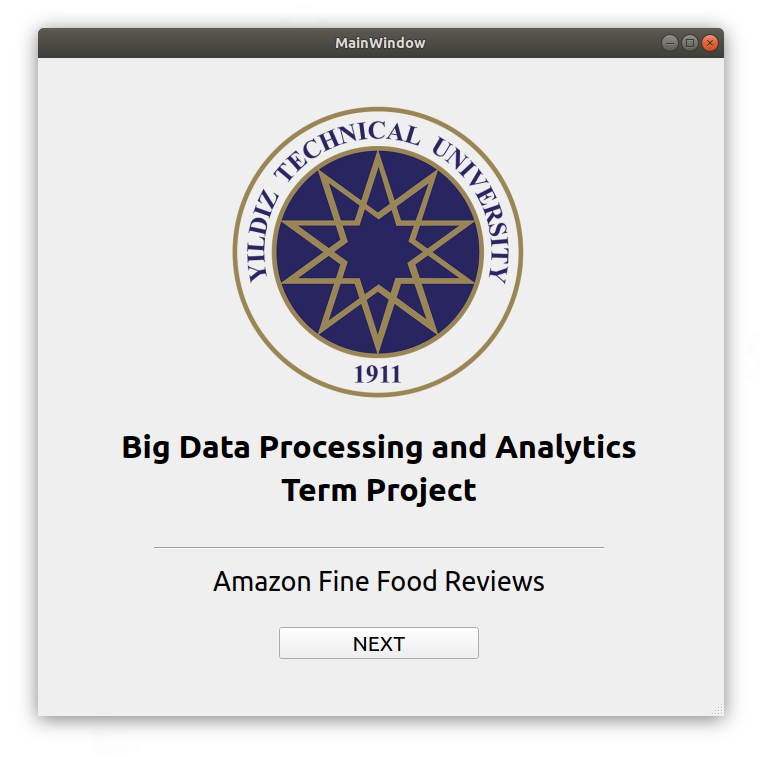 MainWindow
YILDIZ TECHNICAL UNIVERSITY
1911
Big Data Processing and Analytics
Term Project
Amazon Fine Food Reviews
NEXT